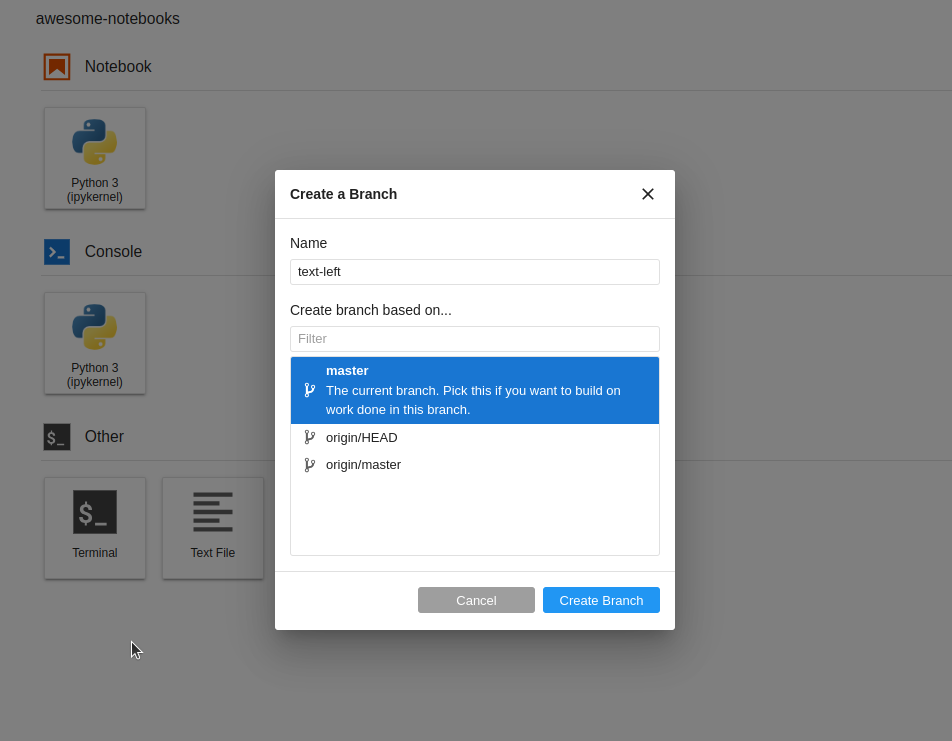 awesome-notebooks
Notebook
Python 3
(ipykernel)
Console
Python 3
(ipykernel)
Other
$_
$_
Terminal
Text File
Create a Branch
Name
text-left
Create branch based on...
Filter
master
The current branch. Pick this if you want to build on
work done in this branch.
origin/HEAD
origin/master
Cancel
Create Branch